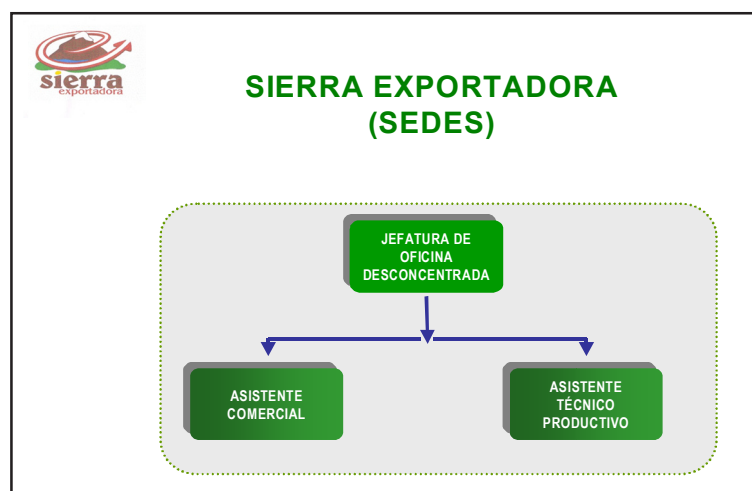 sierra
exportadora
SIERRA EXPORTADORA
(SEDES)
JEFATURA DE
OFICINA
DESCONCENTRADA
ASISTENTE
COMERCIAL
ASISTENTE
TÉCNICO
PRODUCTIVO